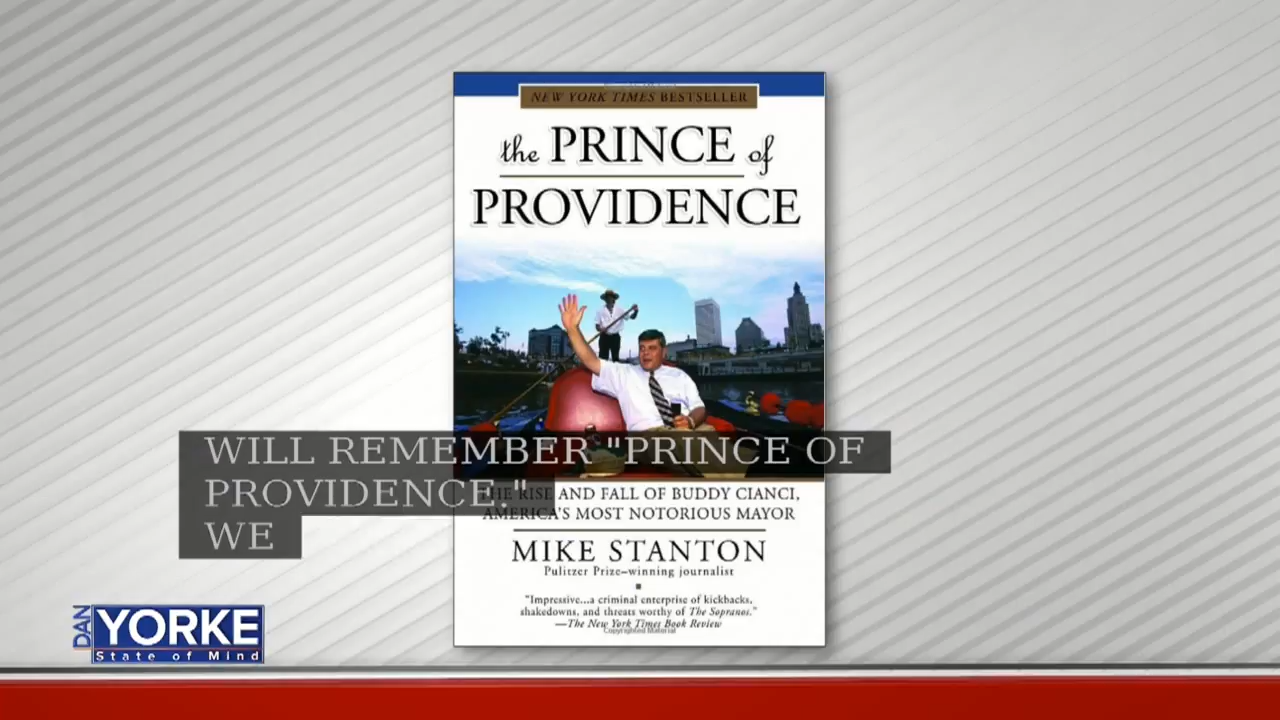 NEW YORK TIMES BESTSELLER
the PRINCE of
PROVIDENCE
WILL REMEMBER "PRINCE OF
PROVIDENCE."
WE
THE RISE AND FALL OF BUDDY CIANCI,
AMERICA'S MOST NOTORIOUS MAYOR
MIKE STANTON
Pulitzer Prize–winning journalist
"Impressive...a criminal enterprise of kickbacks,
shakedowns, and threats worthy of The Sopranos."
—The New York Times Book Review
Copyrighted Material
DAN
YORKE
State of Mind